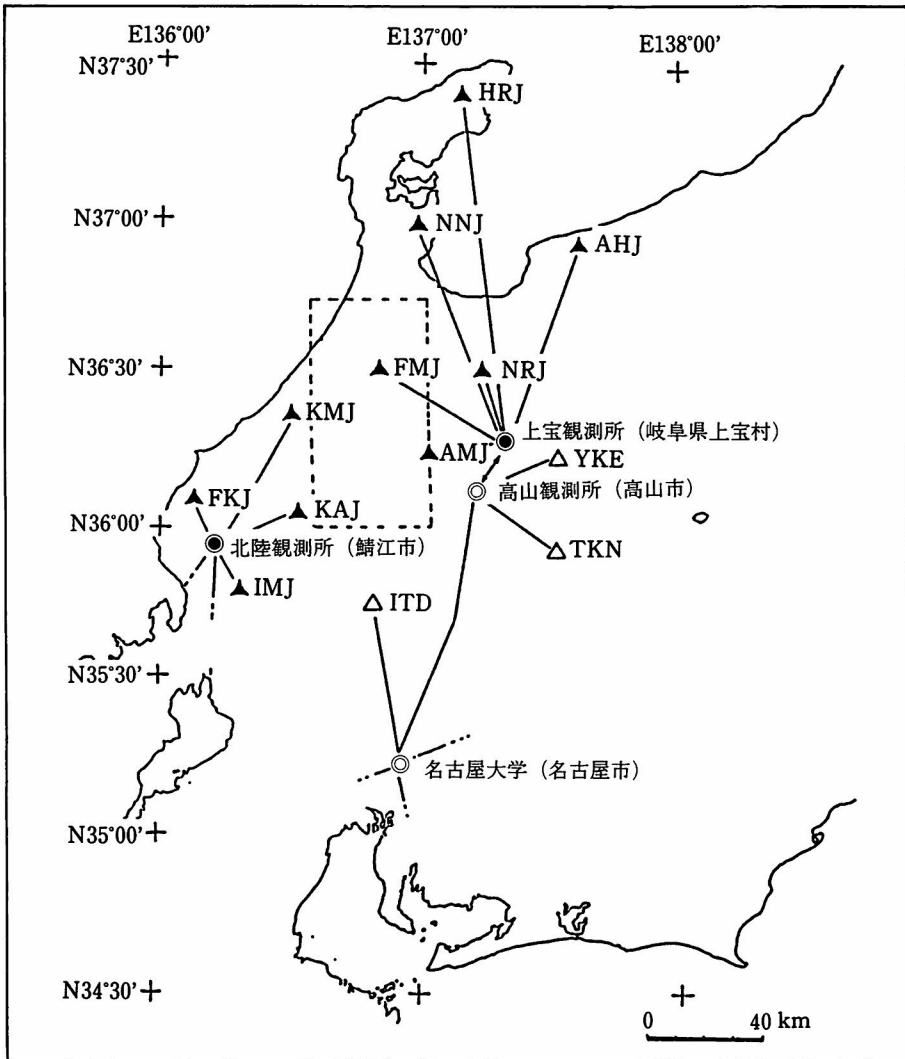 E136°00'
E137°00'
E138°00'
N37°30'
HRJ
N37°00'
NNJ
AHJ
N36°30'
FMJ
NRJ
KMJ
上宝観測所（岐阜県上宝村）
AMJ
YKE
FKJ
高山観測所（高山市）
KAJ
N36°00'
北陸観測所（鯖江市）
TKN
IMJ
ITD
N35°30'
名古屋大学（名古屋市）
N35°00'
N34°30'
0 40 km